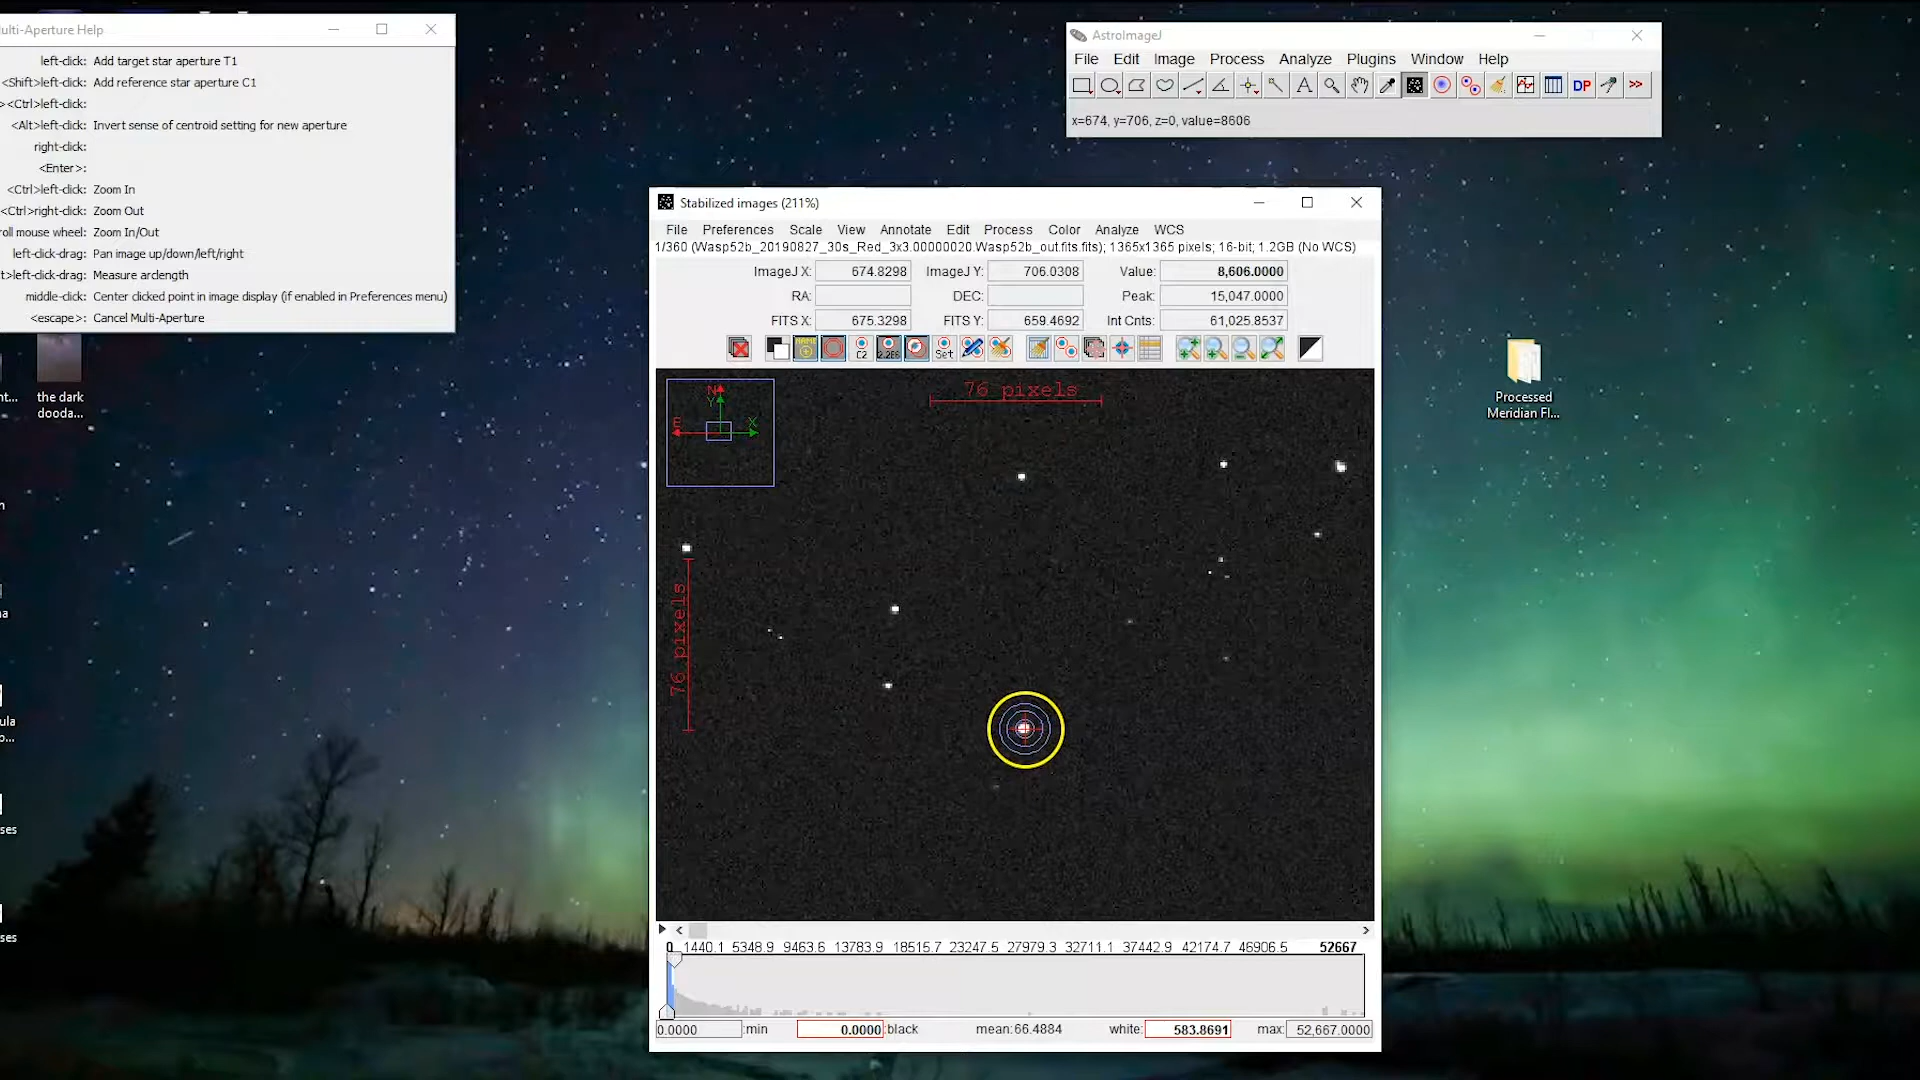 ulti-Aperture Help
left-click: Add target star aperture T1
<Shift>left-click: Add reference star aperture C1
><Ctrl>left-click:
<Alt>left-click: Invert sense of centroid setting for new aperture
right-click:
<Enter>:
<Ctrl>left-click: Zoom In
<Ctrl>right-click: Zoom Out
roll mouse wheel: Zoom In/Out
left-click-drag: Pan image up/down/left/right
t>left-click-drag: Measure arclength
middle-click: Center clicked point in image display (if enabled in Preferences menu)
<escape>: Cancel Multi-Aperture
AstroImageJ
File Edit Image Process Analyze Plugins Window Help
A DP >>
x=674, y=706, z=0, value=8606
Stabilized images (211%)
File Preferences Scale View Annotate Edit Process Color Analyze WCS
1/360 (Wasp52b_20190827_30s_Red_3x3.00000020.Wasp52b_out.fits.fits); 1365x1365 pixels; 16-bit; 1.2GB (No WCS)
ImageJ X: 674.8298 ImageJ Y: 706.0308 Value: 8,606.0000
RA: DEC: Peak: 15,047.0000
FITS X: 675.3298 FITS Y: 659.4692 Int Cnts: 61,025.8537
C2 Set
N
Y
E X
76 pixels
76 pixels
0 1440.1 5348.9 9463.6 13783.9 18515.7 23247.5 27979.3 32711.1 37442.9 42174.7 46906.5 52667
0.0000 :min 0.0000 :black mean:66.4884 white: 583.8691 max: 52,667.0000
nt...
the dark
dooda...
n
na
ula
o...
ses
ses
Processed
Meridian Fl...